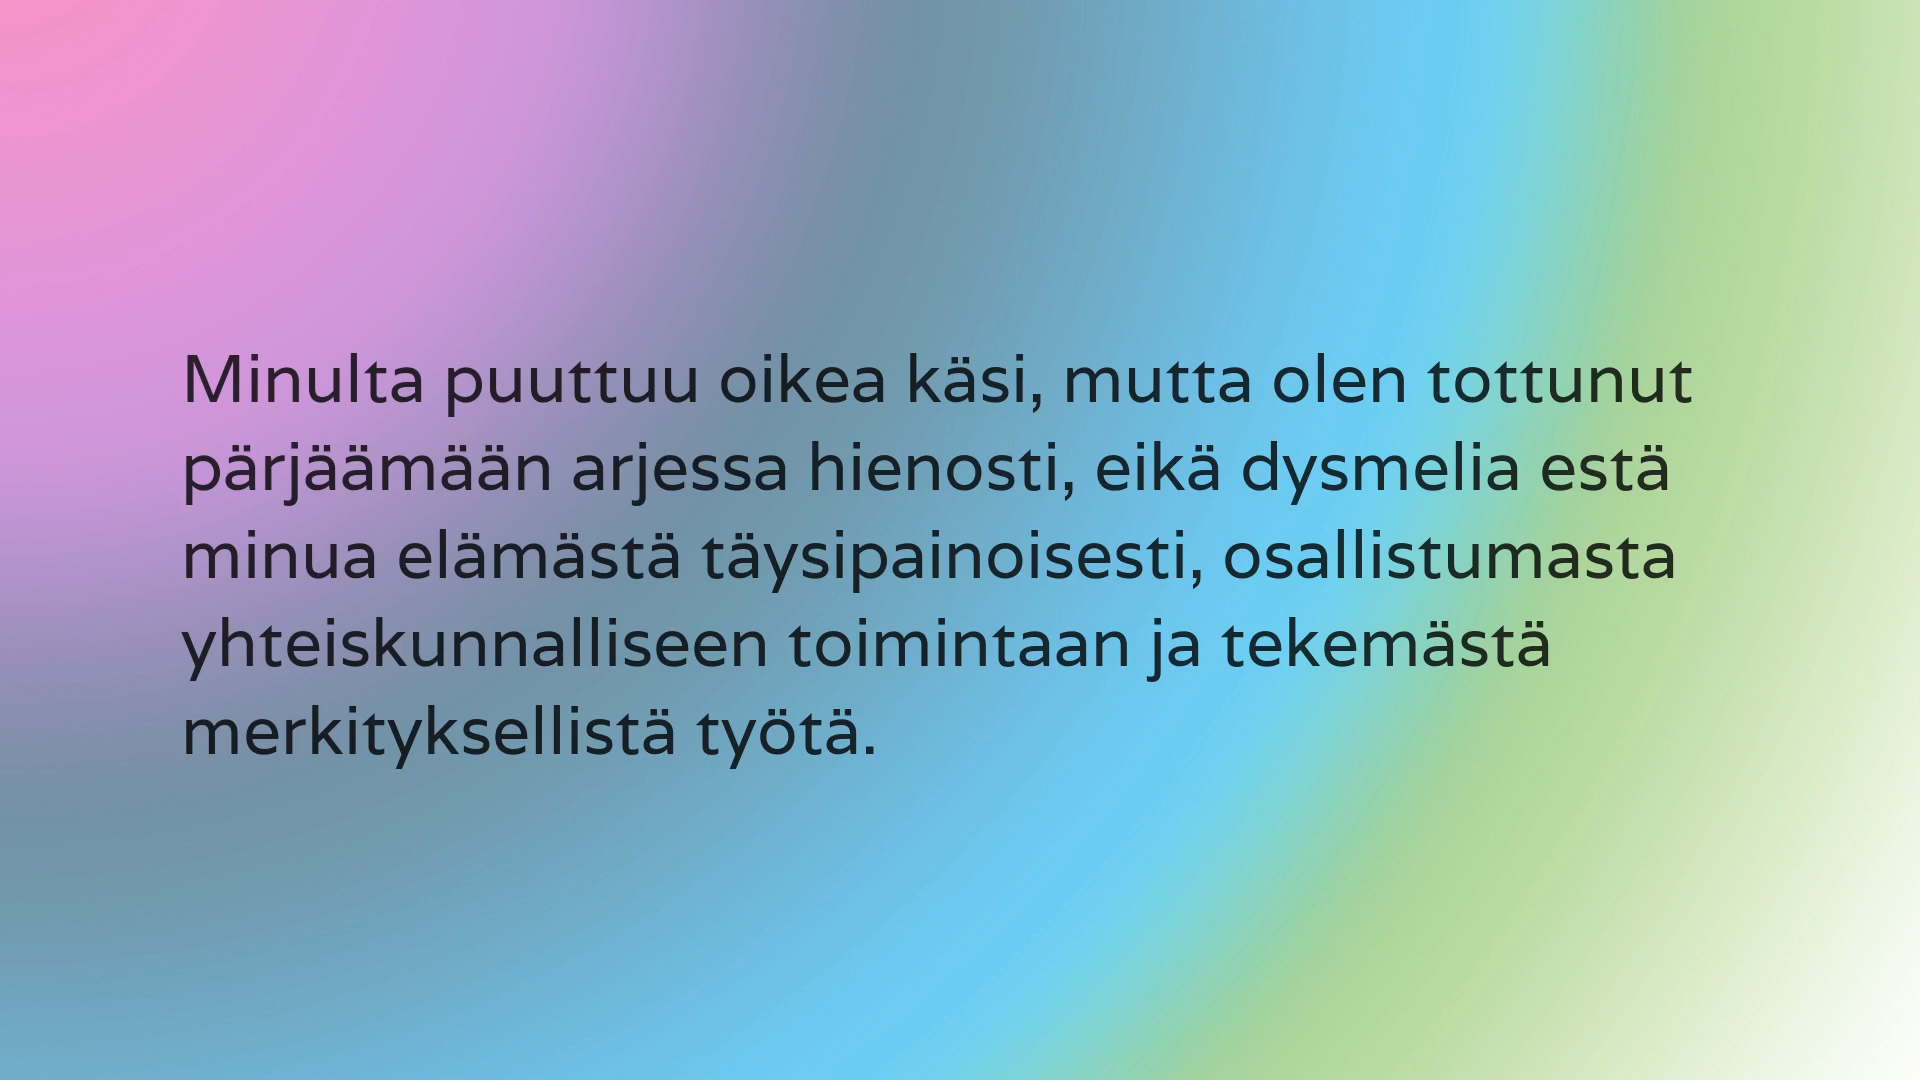 Minulta puuttuu oikea käsi, mutta olen tottunut
pärjäämään arjessa hienosti, eikä dysmelia estä
minua elämästä täysipainoisesti, osallistumasta
yhteiskunnalliseen toimintaan ja tekemästä
merkityksellistä työtä.